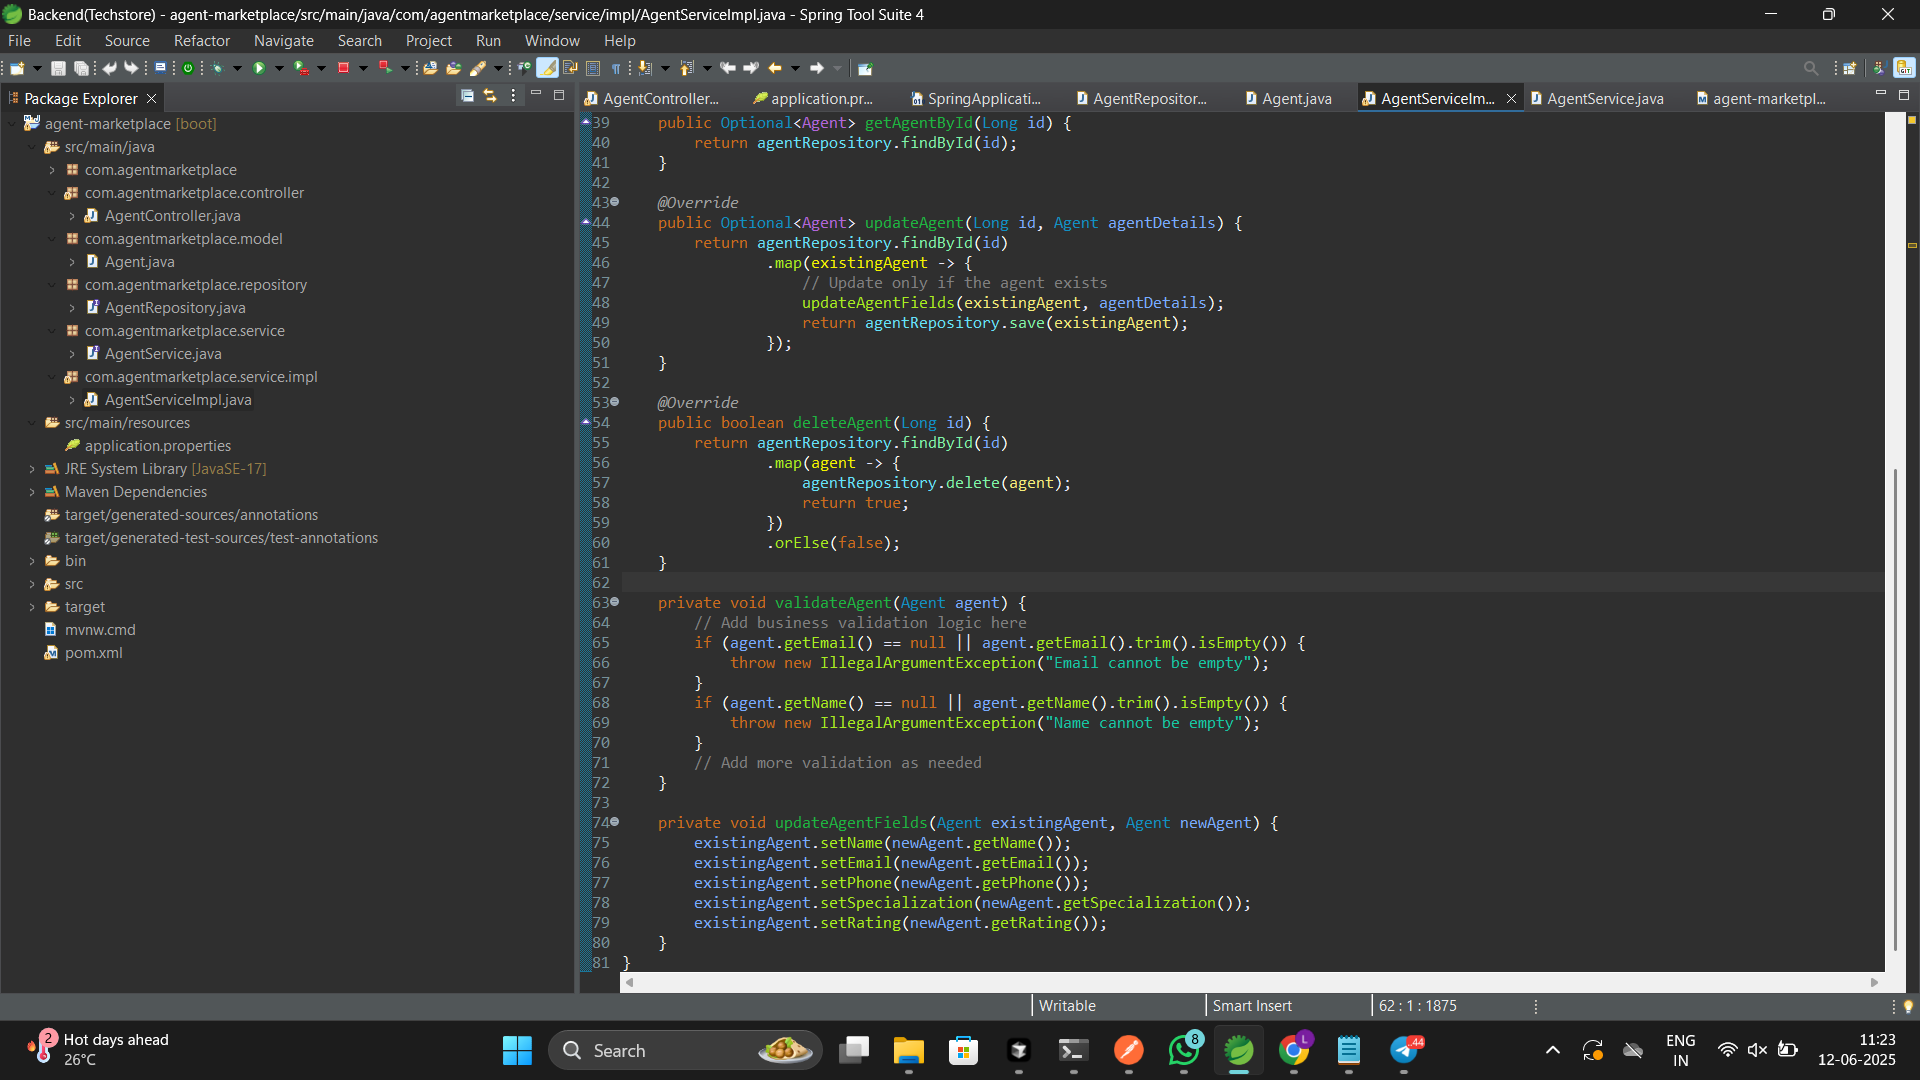 Backend(Techstore) - agent-marketplace/src/main/java/com/agentmarketplace/service/impl/AgentServiceImpl.java - Spring Tool Suite 4
File Edit Source Refactor Navigate Search Project Run Window Help
Package Explorer
agent-marketplace [boot]
src/main/java
com.agentmarketplace
com.agentmarketplace.controller
AgentController.java
com.agentmarketplace.model
Agent.java
com.agentmarketplace.repository
AgentRepository.java
com.agentmarketplace.service
AgentService.java
com.agentmarketplace.service.impl
AgentServiceImpl.java
src/main/resources
application.properties
JRE System Library [JavaSE-17]
Maven Dependencies
target/generated-sources/annotations
target/generated-test-sources/test-annotations
bin
src
target
mvnw.cmd
pom.xml
AgentController... application.pr... SpringApplicati... AgentRepositor... Agent.java AgentServiceIm... AgentService.java agent-marketpl...
39 public Optional<Agent> getAgentById(Long id) {
40 return agentRepository.findById(id);
41 }
42
43 @Override
44 public Optional<Agent> updateAgent(Long id, Agent agentDetails) {
45 return agentRepository.findById(id)
46 .map(existingAgent -> {
47 // Update only if the agent exists
48 updateAgentFields(existingAgent, agentDetails);
49 return agentRepository.save(existingAgent);
50 });
51 }
52
53 @Override
54 public boolean deleteAgent(Long id) {
55 return agentRepository.findById(id)
56 .map(agent -> {
57 agentRepository.delete(agent);
58 return true;
59 })
60 .orElse(false);
61 }
62
63 private void validateAgent(Agent agent) {
64 // Add business validation logic here
65 if (agent.getEmail() == null || agent.getEmail().trim().isEmpty()) {
66 throw new IllegalArgumentException("Email cannot be empty");
67 }
68 if (agent.getName() == null || agent.getName().trim().isEmpty()) {
69 throw new IllegalArgumentException("Name cannot be empty");
70 }
71 // Add more validation as needed
72 }
73
74 private void updateAgentFields(Agent existingAgent, Agent newAgent) {
75 existingAgent.setName(newAgent.getName());
76 existingAgent.setEmail(newAgent.getEmail());
77 existingAgent.setPhone(newAgent.getPhone());
78 existingAgent.setSpecialization(newAgent.getSpecialization());
79 existingAgent.setRating(newAgent.getRating());
80 }
81 }
Writable Smart Insert 62 : 1 : 1875
2 Hot days ahead
26°C
Search
8
L
44
ENG
IN
11:23
12-06-2025